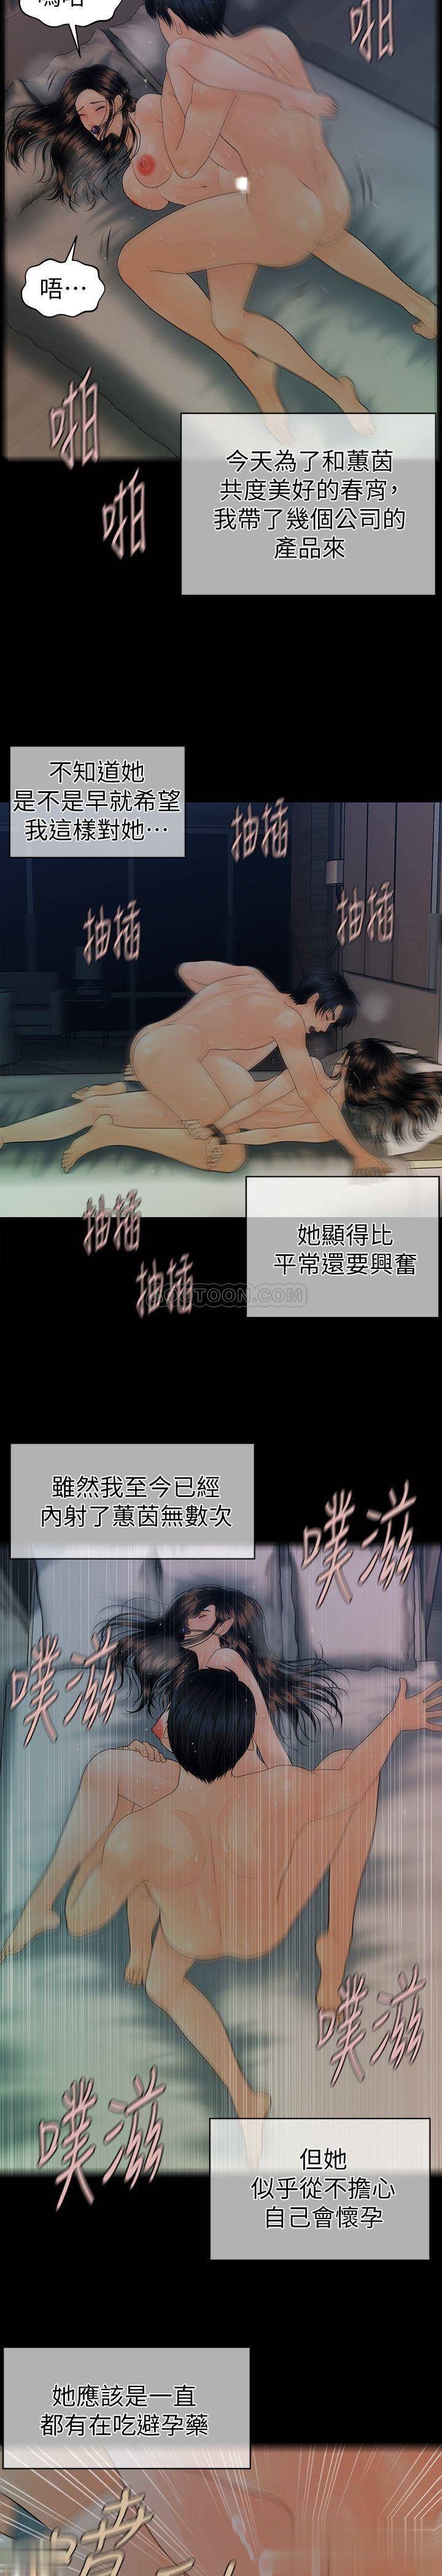 嗚咕
啪
唔…
啪
啪
今天為了和蕙茵
共度美好的春宵，
我帶了幾個公司的
產品來
不知道她
是不是早就希望
我這樣對她…
抽插
抽插
抽插
抽插
抽插
她顯得比
平常還要興奮
雖然我至今已經
內射了蕙茵無數次
噗滋
噗滋
噗滋
噗滋
但她
似乎從不擔心
自己會懷孕
她應該是一直
都有在吃避孕藥